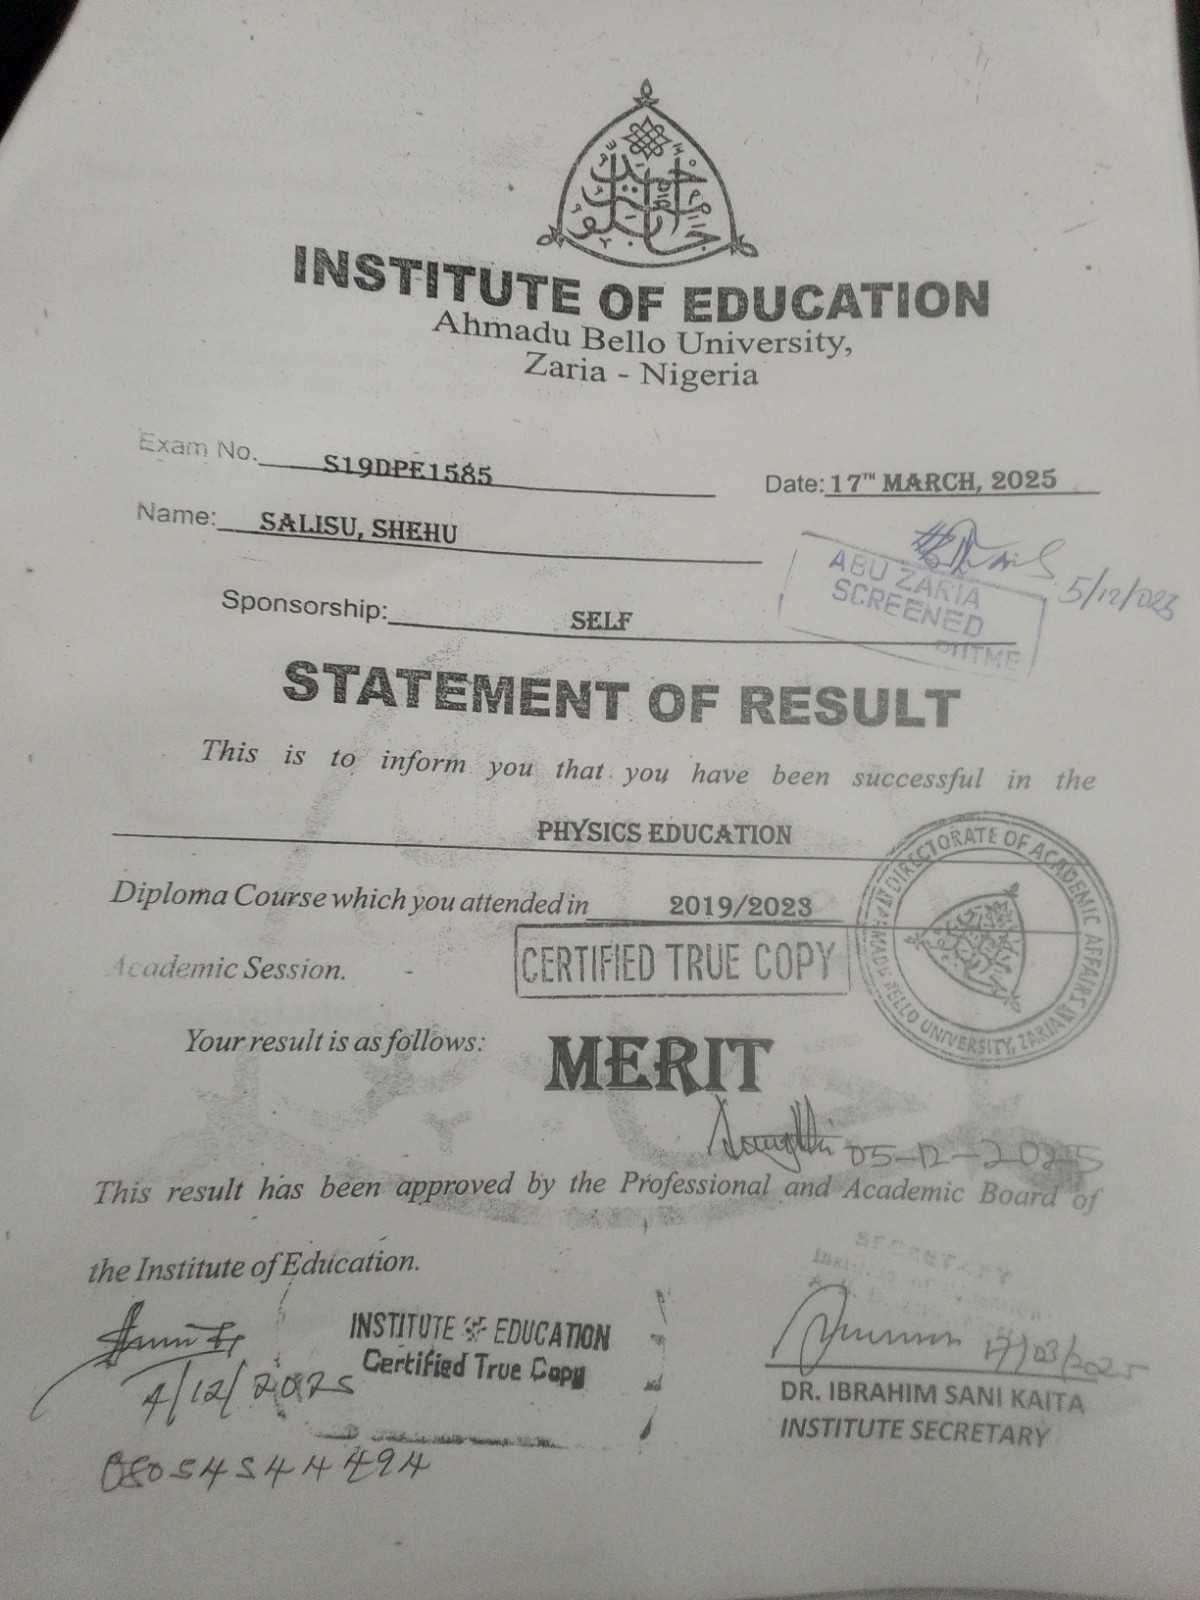 INSTITUTE OF EDUCATION
Ahmadu Bello University,
Zaria - Nigeria
Exam No. S19DPE1585
Date: 17TH MARCH, 2025
Name: SALISU, SHEHU
ABU ZARIA
SCREENED
5/12/2025
Sponsorship: SELF
STATEMENT OF RESULT
This is to inform you that you have been successful in the
PHYSICS EDUCATION
DIRECTORATE OF ACADEMIC AFFAIRS
AHMADU BELLO UNIVERSITY, ZARIA
Diploma Course which you attended in 2019/2023
Academic Session.
CERTIFIED TRUE COPY
Your result is as follows: MERIT
05-12-2025
This result has been approved by the Professional and Academic Board of
the Institute of Education.
SECRETARY
INSTITUTE OF EDUCATION
Certified True Copy
4/12/2025
17/03/2025
DR. IBRAHIM SANI KAITA
INSTITUTE SECRETARY
08054544494